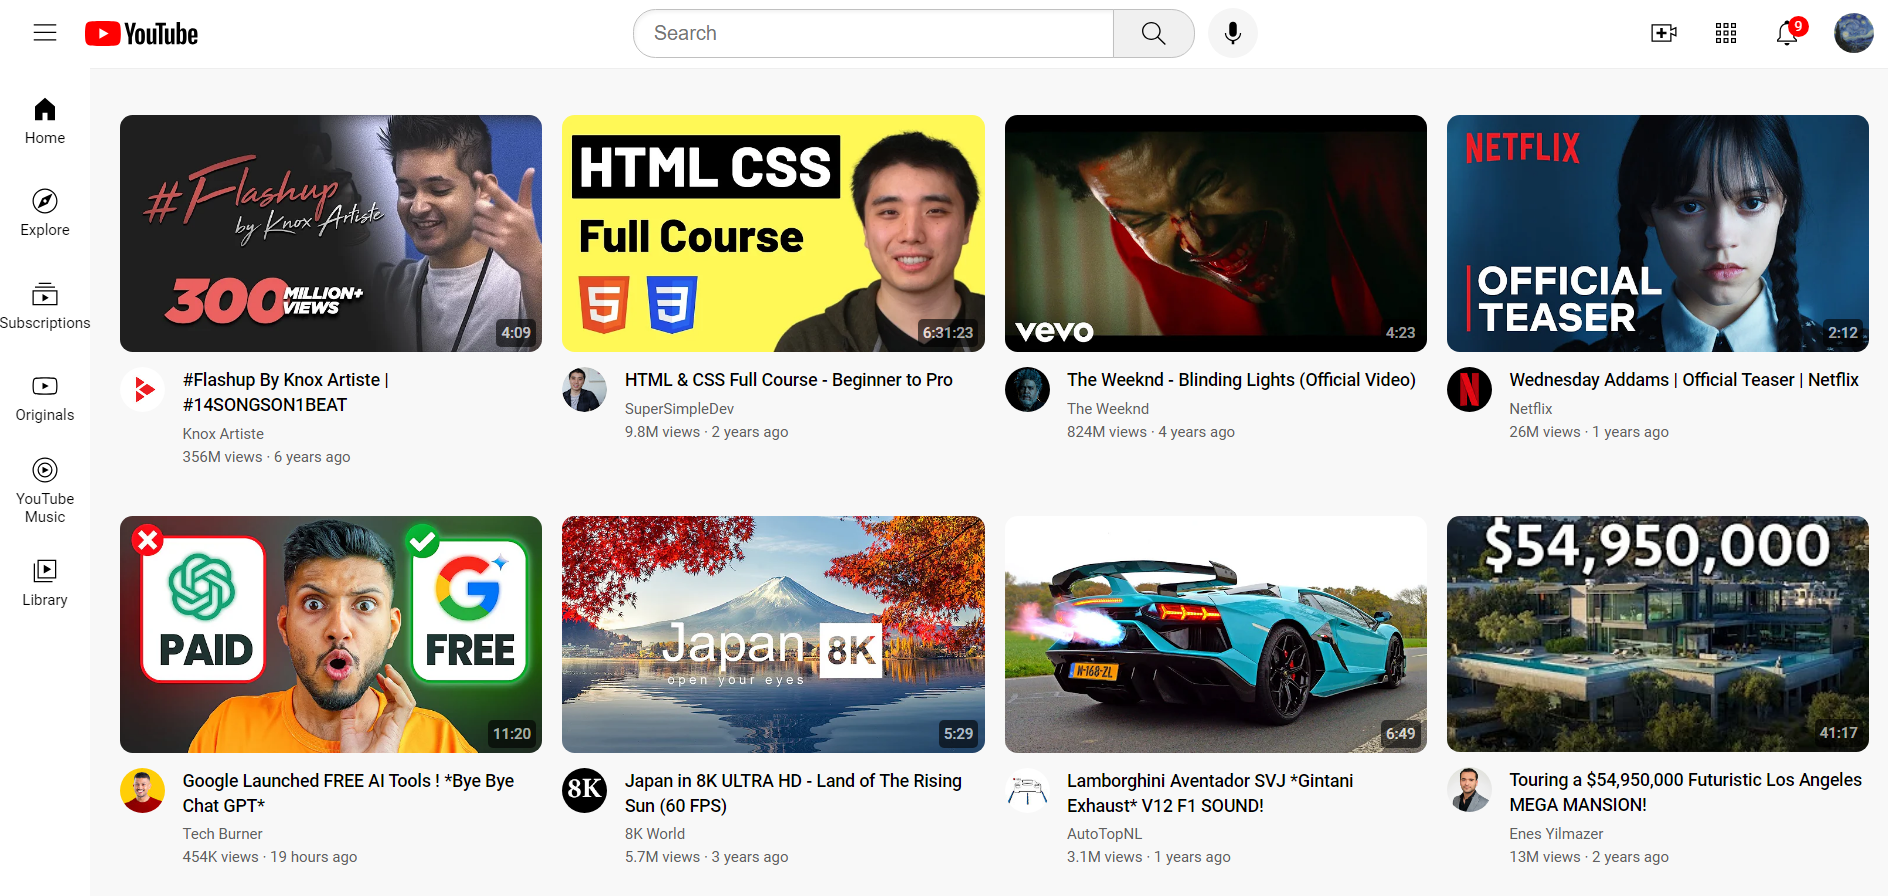 YouTube
Search
9
Home
Explore
Subscriptions
Originals
YouTube
Music
Library
#Flashup
by Knox Artiste
300 MILLION+
VIEWS
4:09
#Flashup By Knox Artiste |
#14SONGSON1BEAT
Knox Artiste
356M views · 6 years ago
HTML CSS
Full Course
5
3
6:31:23
HTML & CSS Full Course - Beginner to Pro
SuperSimpleDev
9.8M views · 2 years ago
vevo
4:23
The Weeknd - Blinding Lights (Official Video)
The Weeknd
824M views · 4 years ago
NETFLIX
OFFICIAL
TEASER
2:12
N
Wednesday Addams | Official Teaser | Netflix
Netflix
26M views · 1 years ago
PAID
G
FREE
11:20
Google Launched FREE AI Tools ! *Bye Bye
Chat GPT*
Tech Burner
454K views · 19 hours ago
Japan 8K
open your eyes
5:29
8K
Japan in 8K ULTRA HD - Land of The Rising
Sun (60 FPS)
8K World
5.7M views · 3 years ago
N-168-ZL
6:49
Lamborghini Aventador SVJ *Gintani
Exhaust* V12 F1 SOUND!
AutoTopNL
3.1M views · 1 years ago
$54,950,000
41:17
Touring a $54,950,000 Futuristic Los Angeles
MEGA MANSION!
Enes Yilmazer
13M views · 2 years ago